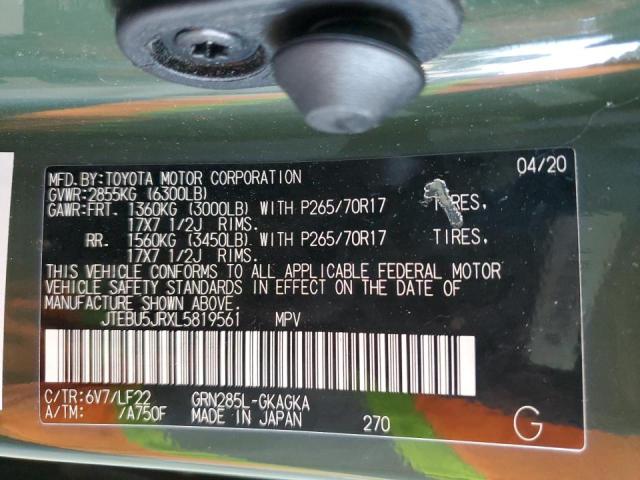 MFD. BY: TOYOTA MOTOR CORPORATION 04/20
GVWR: 2855KG (6300LB)
GAWR: FRT. 1360KG (3000LB) WITH P265/70R17 TIRES,
17X7 1/2J RIMS.
RR. 1560KG (3450LB) WITH P265/70R17 TIRES,
17X7 1/2J RIMS.
THIS VEHICLE CONFORMS TO ALL APPLICABLE FEDERAL MOTOR
VEHICLE SAFETY STANDARDS IN EFFECT ON THE DATE OF
MANUFACTURE SHOWN ABOVE.
JTEBU5JRXL5819561 MPV
C/TR: 6V7/LF22 GRN285L-GKAGKA
A/TM: /A750F MADE IN JAPAN 270 G